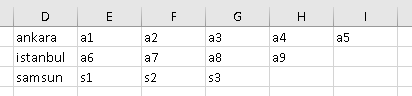 D E F G H I
ankara a1 a2 a3 a4 a5
istanbul a6 a7 a8 a9
samsun s1 s2 s3